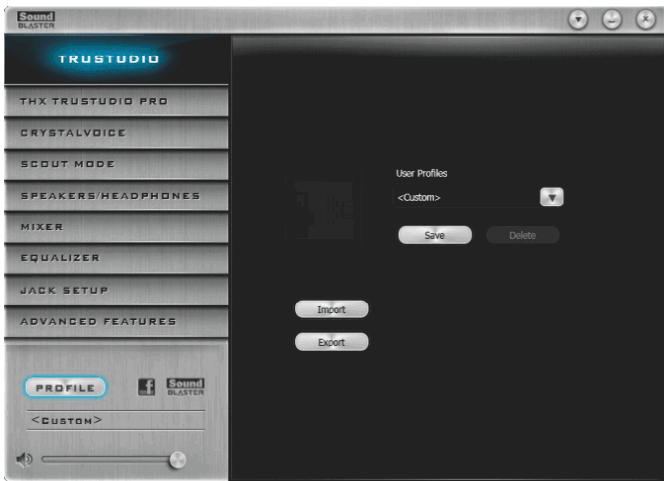 Sound
BLASTER
TRUSTUDIO
THX TRUSTUDIO PRO
CRYSTALVOICE
SCOUT MODE
SPEAKERS/HEADPHONES
MIXER
EQUALIZER
JACK SETUP
ADVANCED FEATURES
PROFILE
f
Sound
BLASTER
<CUSTOM>
User Profiles
<Custom>
Save
Delete
Import
Export